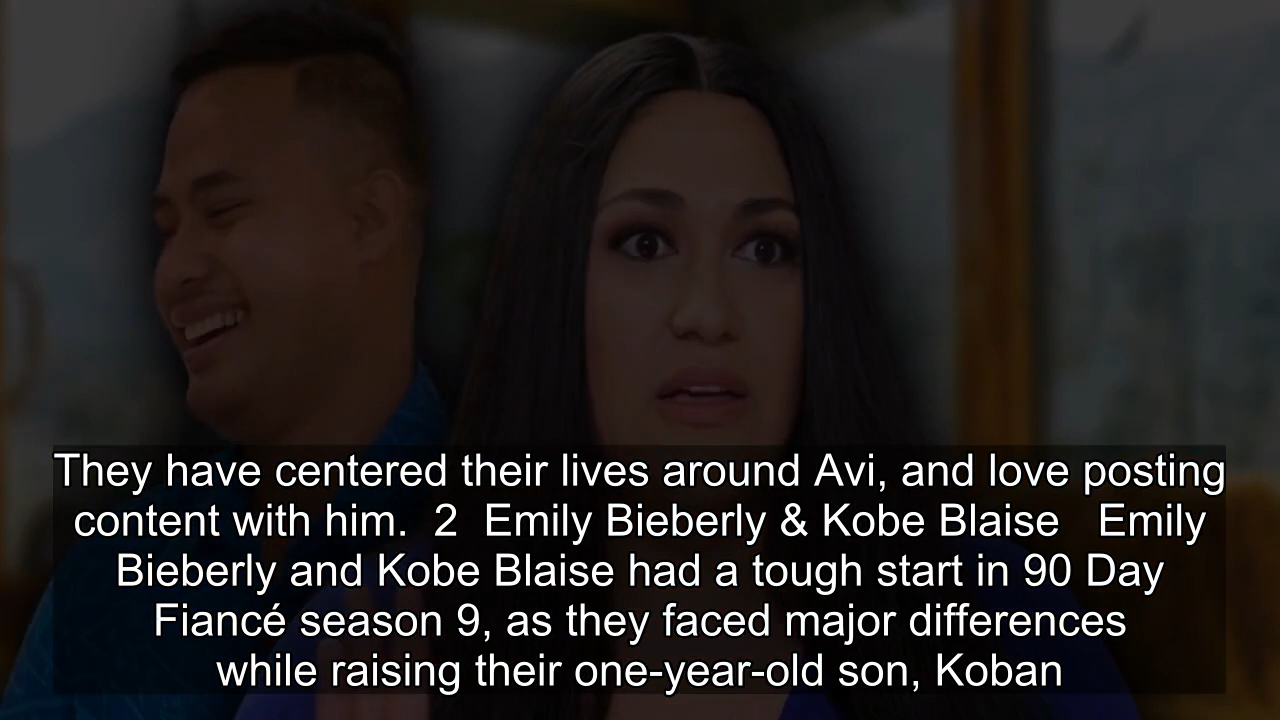 They have centered their lives around Avi, and love posting
content with him.  2  Emily Bieberly & Kobe Blaise   Emily
Bieberly and Kobe Blaise had a tough start in 90 Day
Fiancé season 9, as they faced major differences
while raising their one-year-old son, Koban